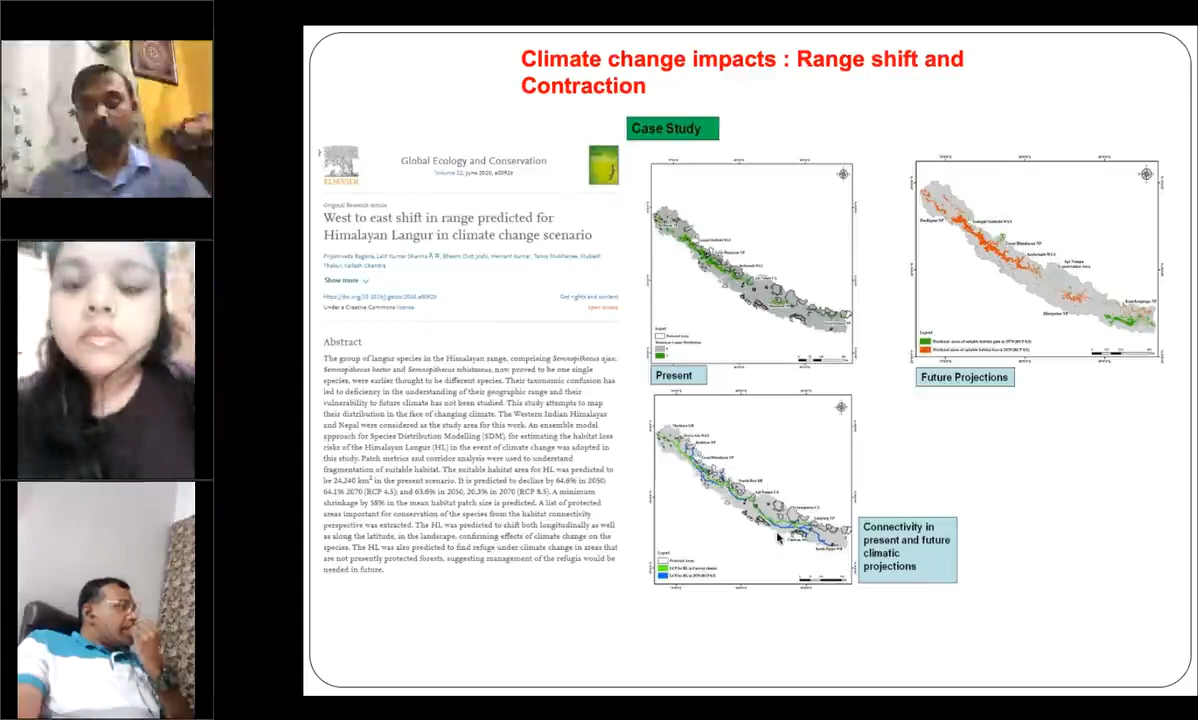 Climate change impacts : Range shift and
Contraction
Case Study
ELSEVIER
Global Ecology and Conservation
Volume 22, June 2020, e00926
Original Research Article
West to east shift in range predicted for
Himalayan Langur in climate change scenario
Show more
Get rights and content
Under a Creative Commons license
open access
Abstract
The group of langur species in the Himalayan range, comprising Semnopithecus ajax,
Semnopithecus hector and Semnopithecus schistaceus, now proved to be one single
species, were earlier thought to be different species. Their taxonomic confusion has
led to deficiency in the understanding of their geographic range and their
vulnerability to future climate has not been studied. This study attempts to map
their distribution in the face of changing climate. The Western Indian Himalayas
and Nepal were considered as the study area for this work. An ensemble model
approach for Species Distribution Modelling (SDM), for estimating the habitat loss
risks of the Himalayan Langur (HL) in the event of climate change was adopted in
this study. Patch metrics and corridor analysis were used to understand
fragmentation of suitable habitat. The suitable habitat area for HL was predicted to
be 24,240 km² in the present scenario. It is predicted to decline by 64.6% in 2050;
64.1% 2070 (RCP 4.5); and 63.6% in 2050, 20.3% in 2070 (RCP 8.5). A minimum
shrinkage by 58% in the mean habitat patch size is predicted. A list of protected
areas important for conservation of the species from the habitat connectivity
perspective was extracted. The HL was predicted to shift both longitudinally as well
as along the latitude, in the landscape, confirming effects of climate change on the
species. The HL was also predicted to find refuge under climate change in areas that
are not presently protected forests, suggesting management of the refugia would be
needed in future.
Present
Future Projections
Connectivity in
present and future
climatic
projections